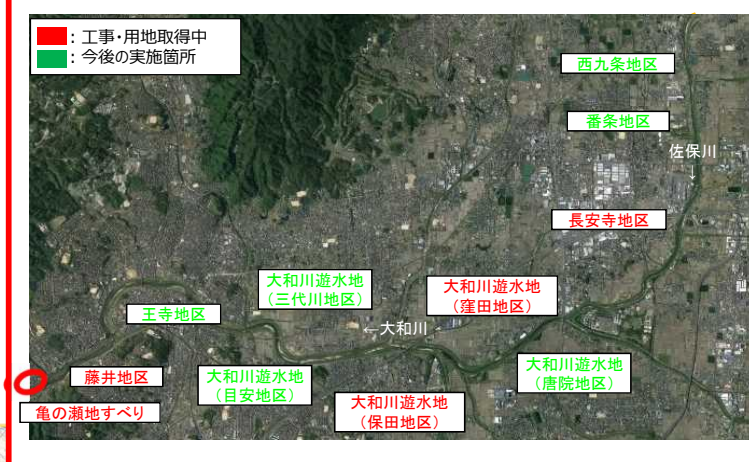 ：工事・用地取得中
：今後の実施箇所
西九条地区
番条地区
佐保川
↓
長安寺地区
大和川遊水地
（三代川地区）
大和川遊水地
（窪田地区）
王寺地区
←大和川
藤井地区
大和川遊水地
（目安地区）
大和川遊水地
（唐院地区）
亀の瀬地すべり
大和川遊水地
（保田地区）